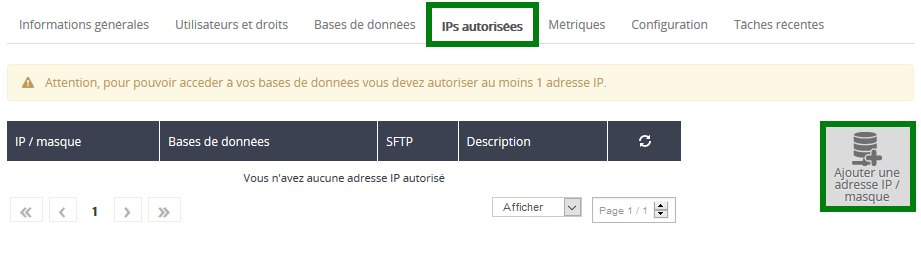 Informations générales Utilisateurs et droits Bases de données IPs autorisées Métriques Configuration Tâches récentes
Attention, pour pouvoir acceder à vos bases de données vous devez autoriser au moins 1 adresse IP.
IP / masque Bases de données SFTP Description
Vous n'avez aucune adresse IP autorisé
« ‹ 1 › » Afficher Page 1 / 1
Ajouter une
adresse IP /
masque